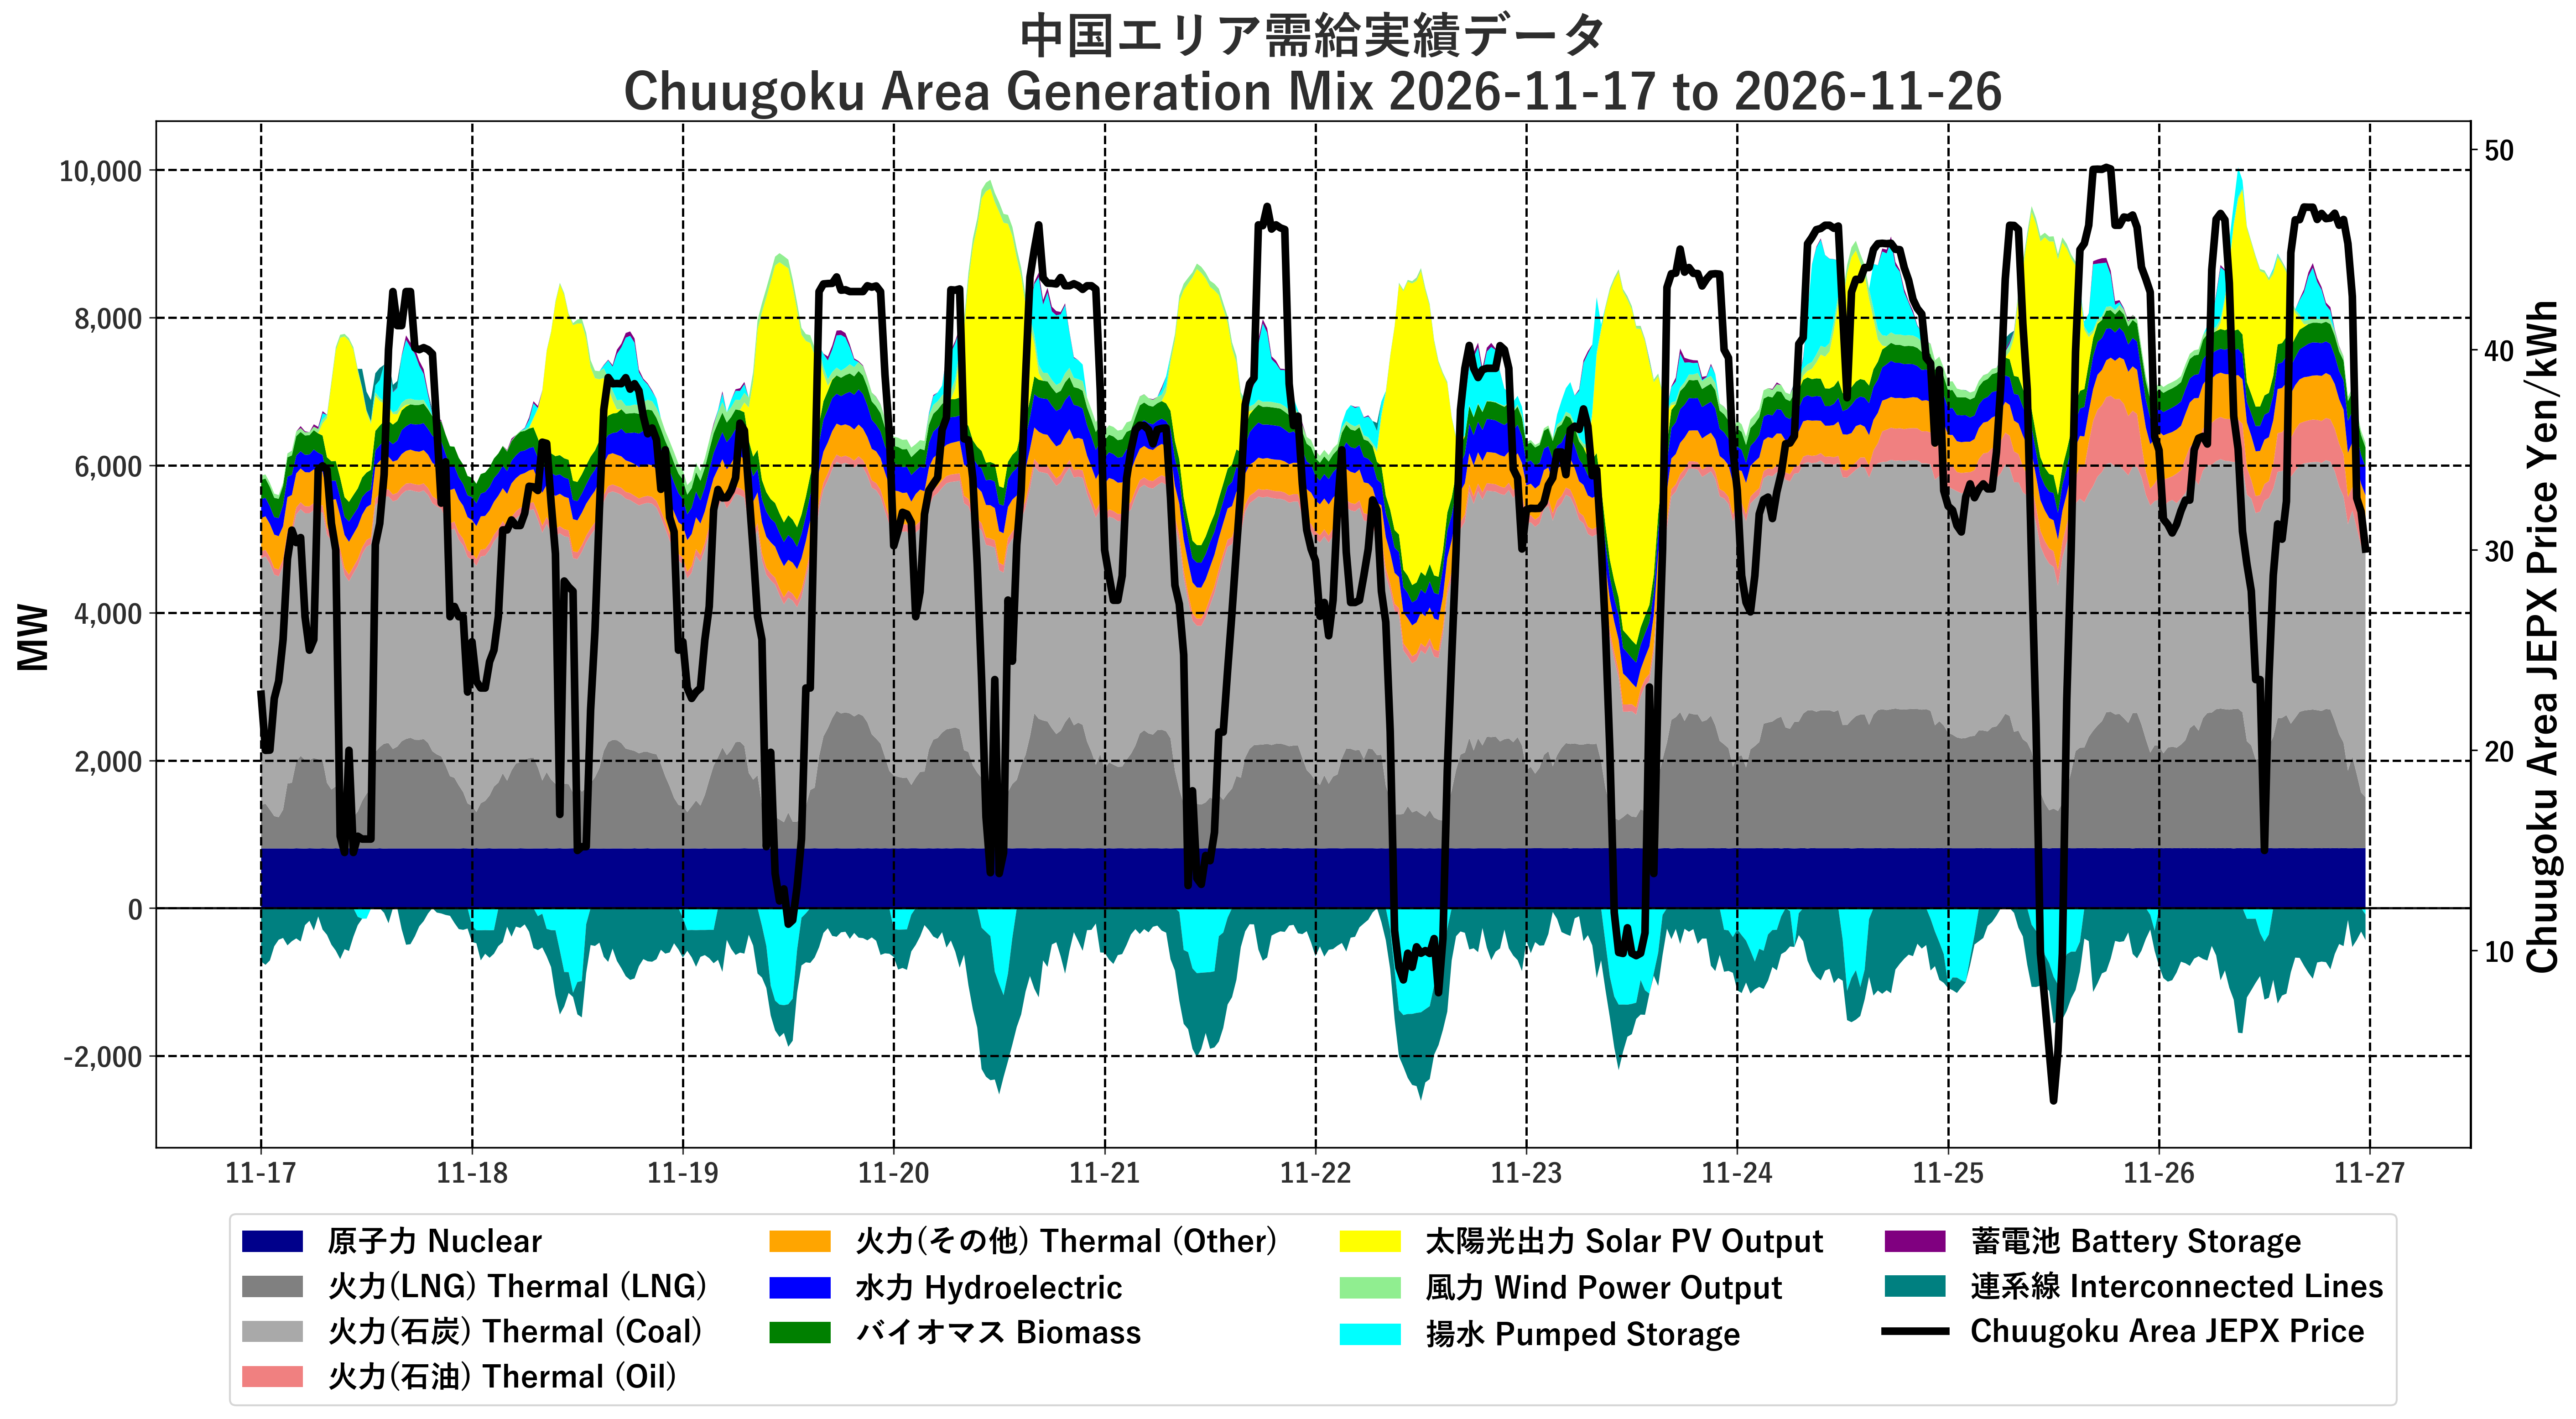 中国エリア需給実績データ
Chuugoku Area Generation Mix 2026-11-17 to 2026-11-26
MW
10,000
8,000
6,000
4,000
2,000
0
-2,000
50
40
30
20
10
Chuugoku Area JEPX Price Yen/kWh
11-17
11-18
11-19
11-20
11-21
11-22
11-23
11-24
11-25
11-26
11-27
原子力 Nuclear
火力(LNG) Thermal (LNG)
火力(石炭) Thermal (Coal)
火力(石油) Thermal (Oil)
火力(その他) Thermal (Other)
水力 Hydroelectric
バイオマス Biomass
太陽光出力 Solar PV Output
風力 Wind Power Output
揚水 Pumped Storage
蓄電池 Battery Storage
連系線 Interconnected Lines
Chuugoku Area JEPX Price